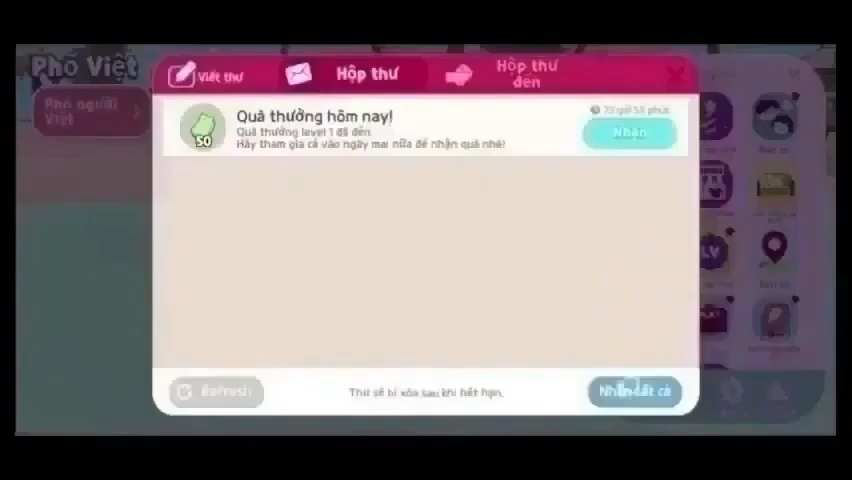 Phố Việt
Phố người
Việt
Viết thư
Hộp thư
Hộp thư
đến
Quà thưởng hôm nay!
Quà thưởng level 1 đã đến.
Hãy tham gia cả vào ngày mai nữa để nhận quà nhé!
50
Nhận
Refresh
Thư sẽ bị xóa sau khi hết hạn.
Nhận tất cả
LV